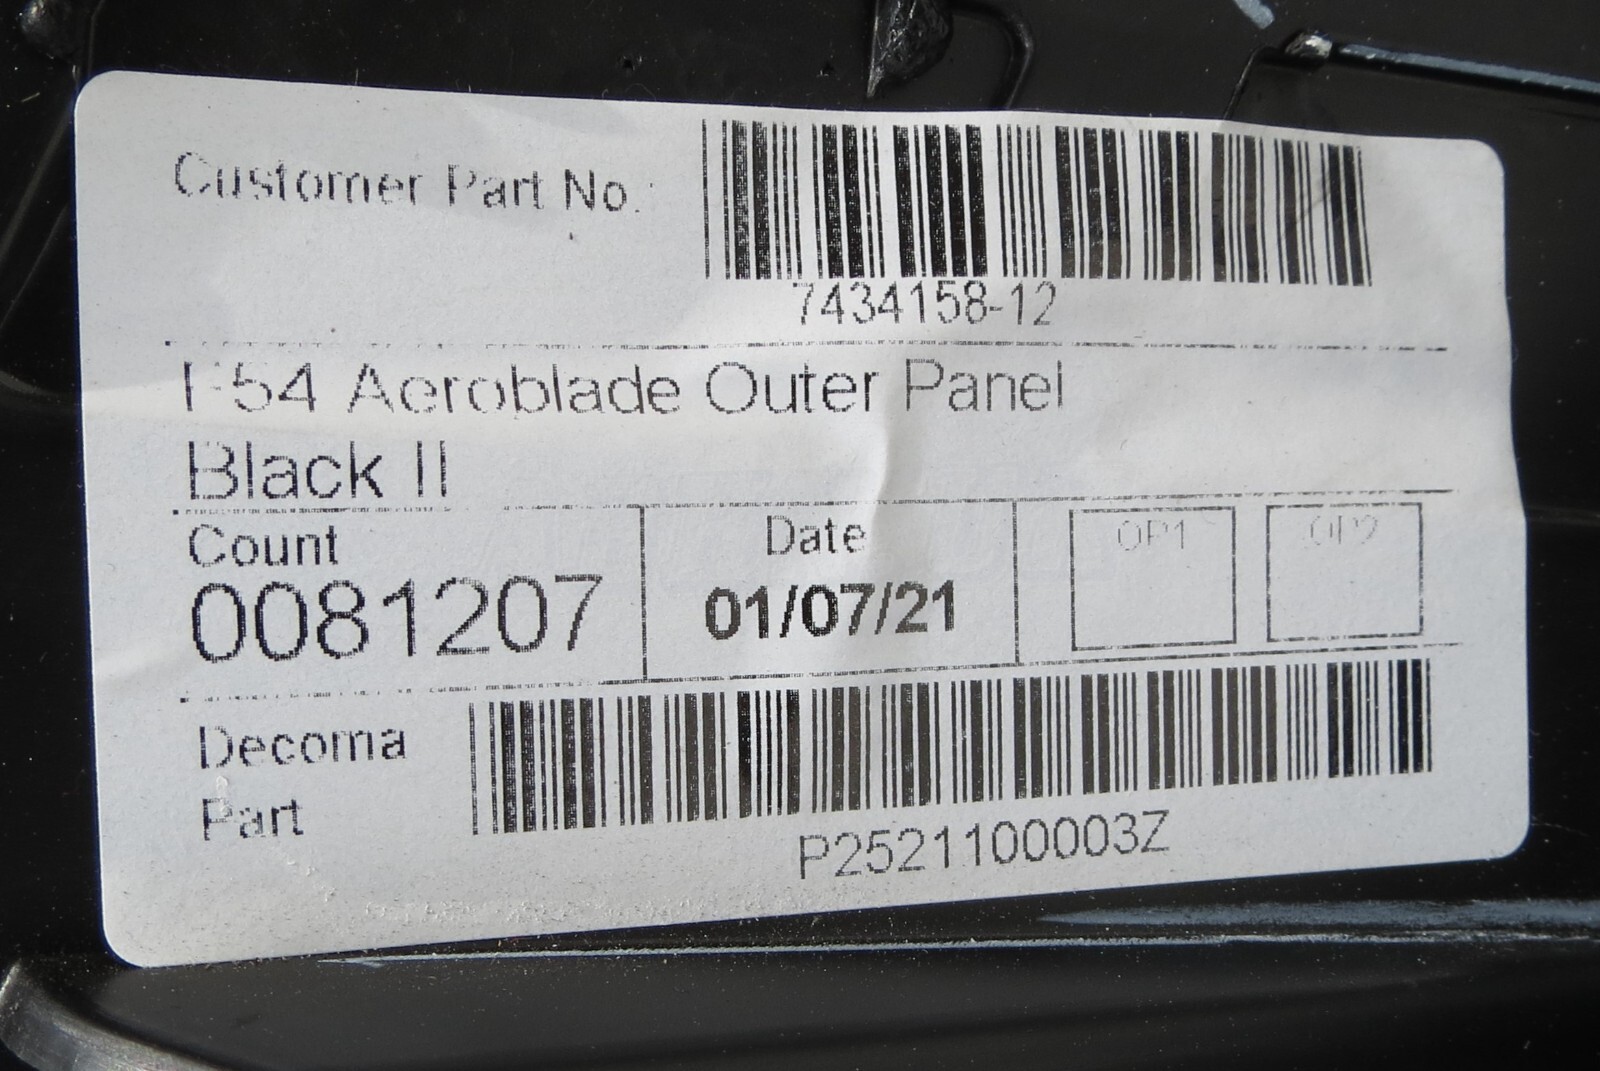 Customer Part No.:
7434158-12
F54 Aeroblade Outer Panel
Black II
Count
Date
OP1
OP2
0081207
01/07/21
Decoma
Part
P2521100003Z